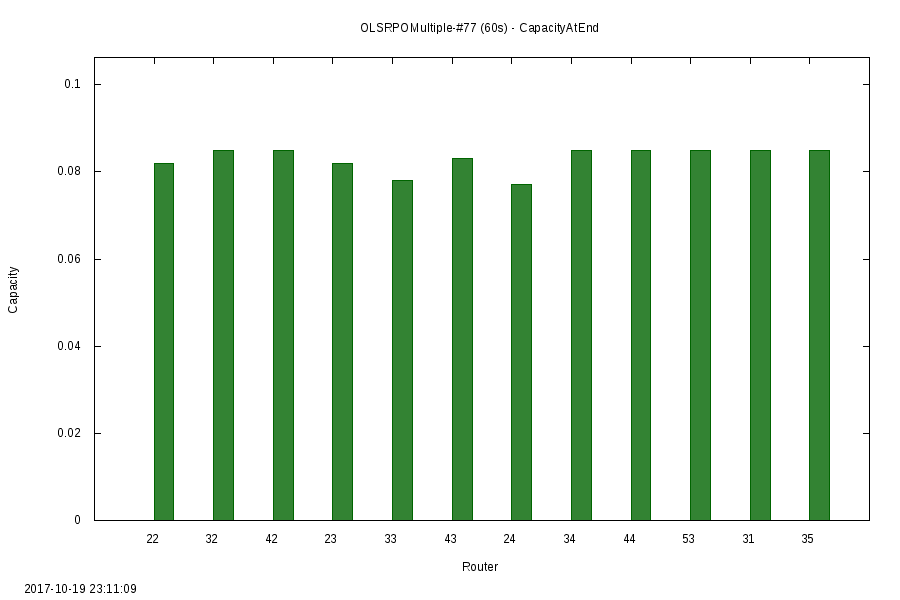 OLSRPOMultiple-#77 (60s) - CapacityAtEnd
0.1
0.08
0.06
0.04
0.02
0
Capacity
22 32 42 23 33 43 24 34 44 53 31 35
Router
2017-10-19 23:11:09